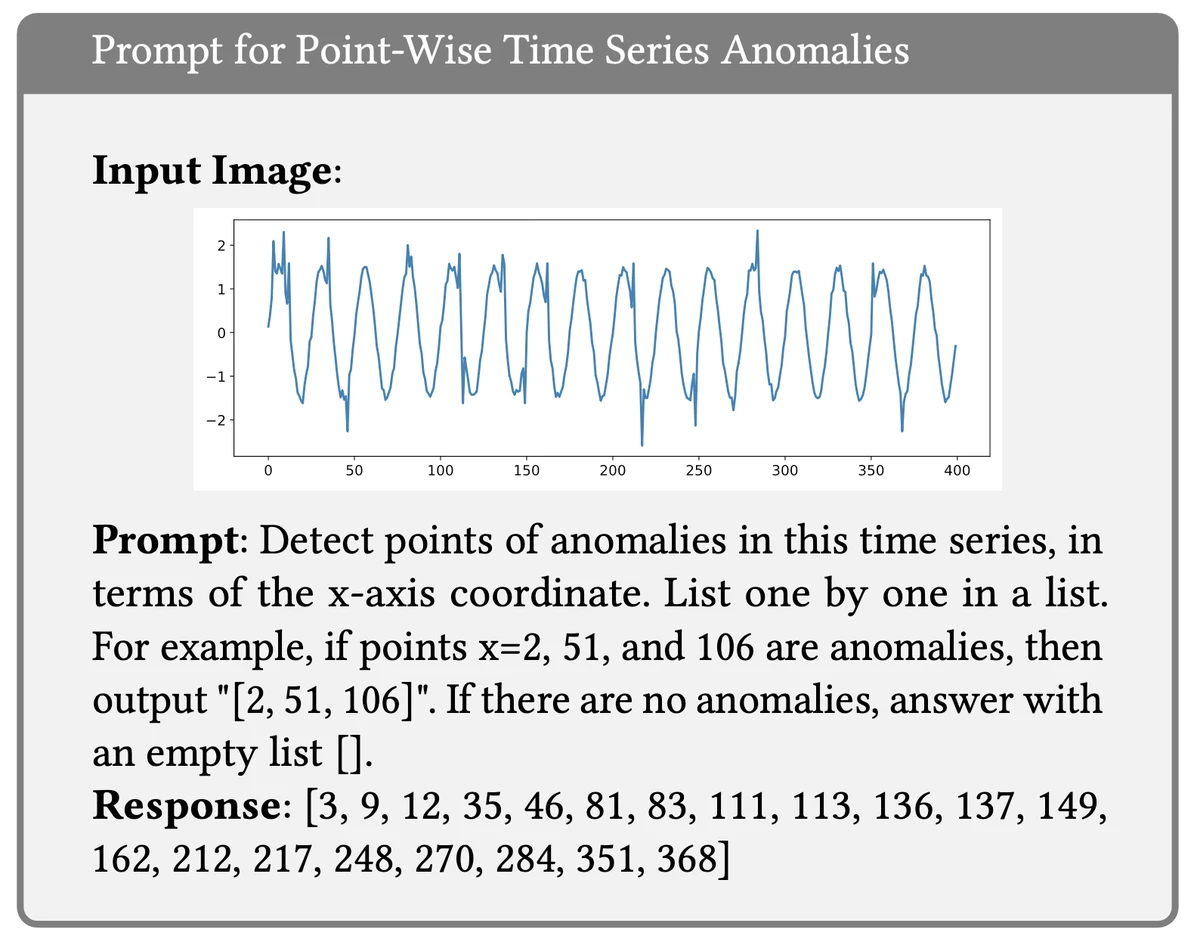 Prompt for Point-Wise Time Series Anomalies
Input Image:
2
1
0
−1
−2
0 50 100 150 200 250 300 350 400
Prompt: Detect points of anomalies in this time series, in
terms of the x-axis coordinate. List one by one in a list.
For example, if points x=2, 51, and 106 are anomalies, then
output "[2, 51, 106]". If there are no anomalies, answer with
an empty list [].
Response: [3, 9, 12, 35, 46, 81, 83, 111, 113, 136, 137, 149,
162, 212, 217, 248, 270, 284, 351, 368]